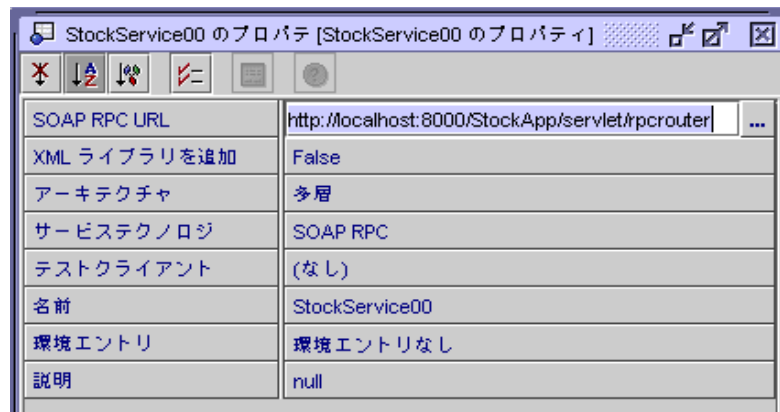 StockService00 のプロパテ [StockService00 のプロパティ]
SOAP RPC URL http://localhost:8000/StockApp/servlet/rpcrouter ...
XML ライブラリを追加 False
アーキテクチャ 多層
サービステクノロジ SOAP RPC
テストクライアント (なし)
名前 StockService00
環境エントリ 環境エントリなし
説明 null